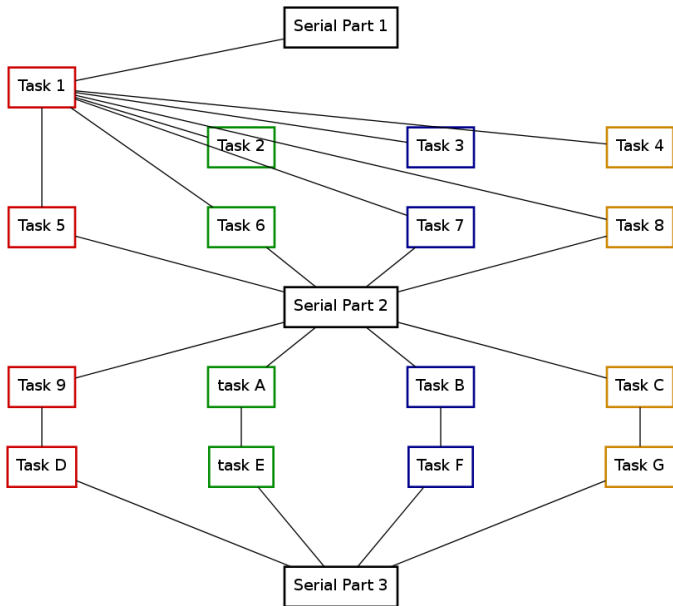 Serial Part 1
Task 1
Task 2
Task 3
Task 4
Task 5
Task 6
Task 7
Task 8
Serial Part 2
Task 9
task A
Task B
Task C
Task D
task E
Task F
Task G
Serial Part 3